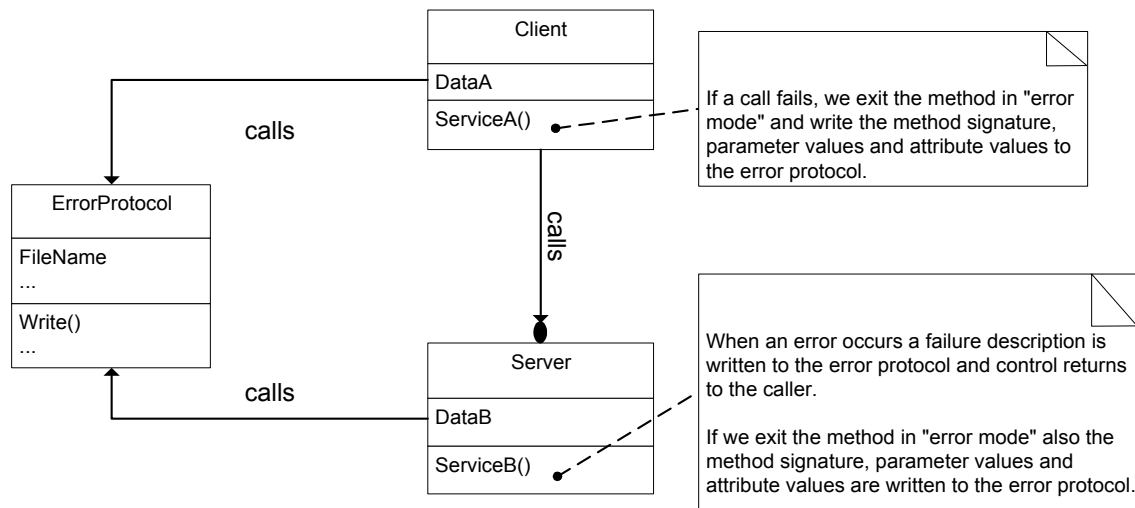 Client
DataA
ServiceA()
If a call fails, we exit the method in "error
mode" and write the method signature,
parameter values and attribute values to
the error protocol.
calls
ErrorProtocol
FileName
...
Write()
...
calls
calls
Server
DataB
ServiceB()
When an error occurs a failure description is
written to the error protocol and control returns
to the caller.
If we exit the method in "error mode" also the
method signature, parameter values and
attribute values are written to the error protocol.